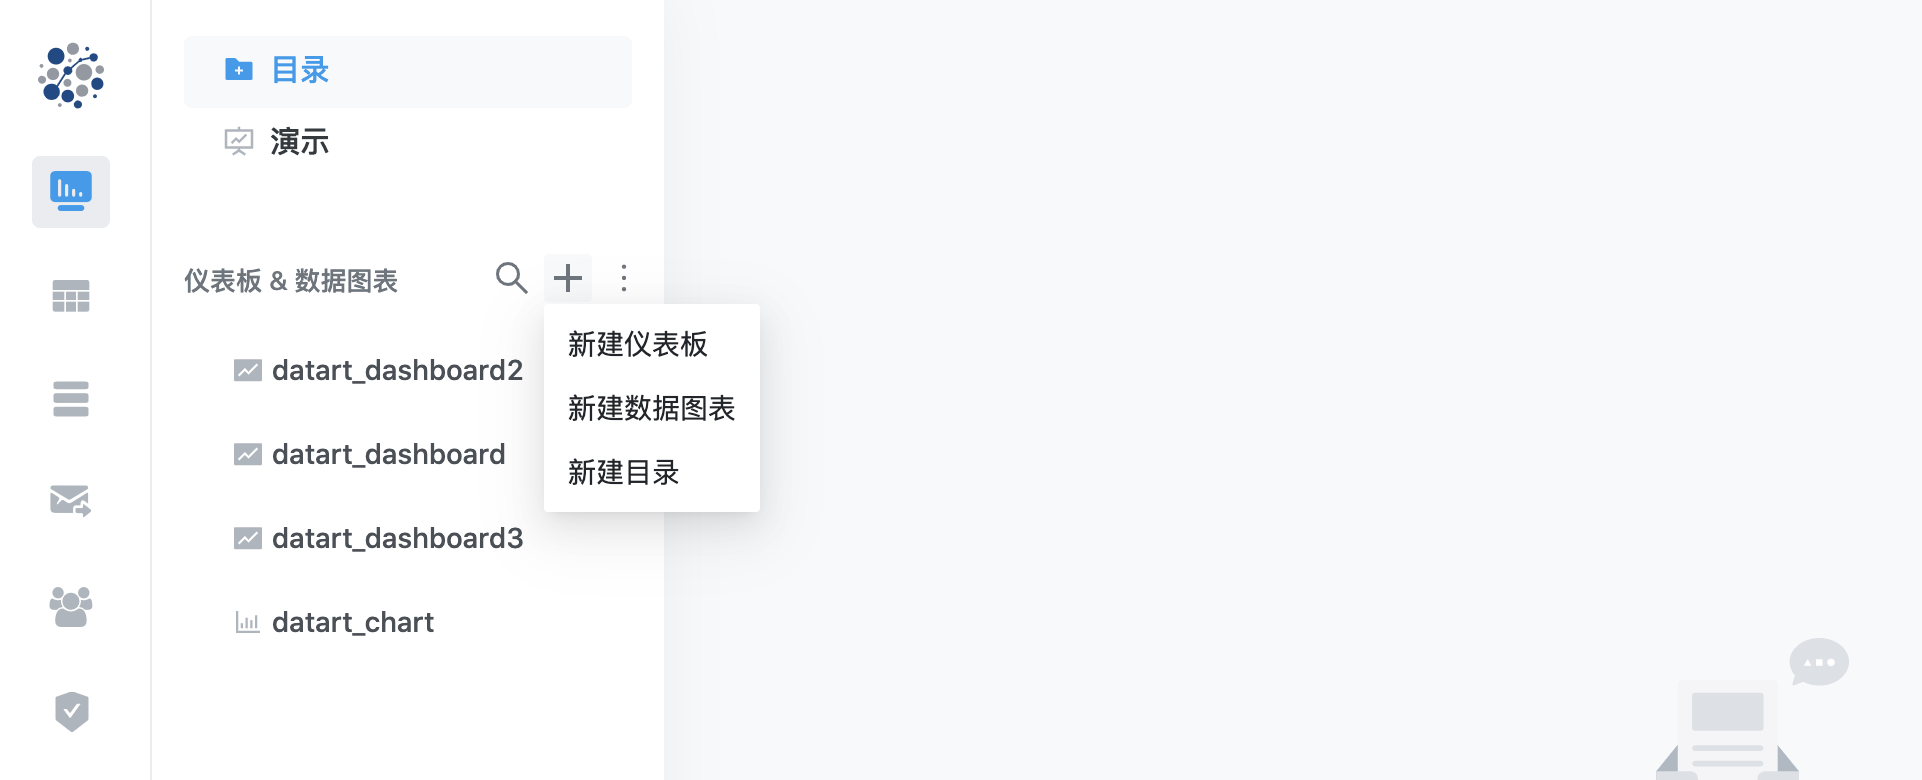 目录
演示
仪表板 & 数据图表
新建仪表板
新建数据图表
新建目录
datart_dashboard2
datart_dashboard
datart_dashboard3
datart_chart